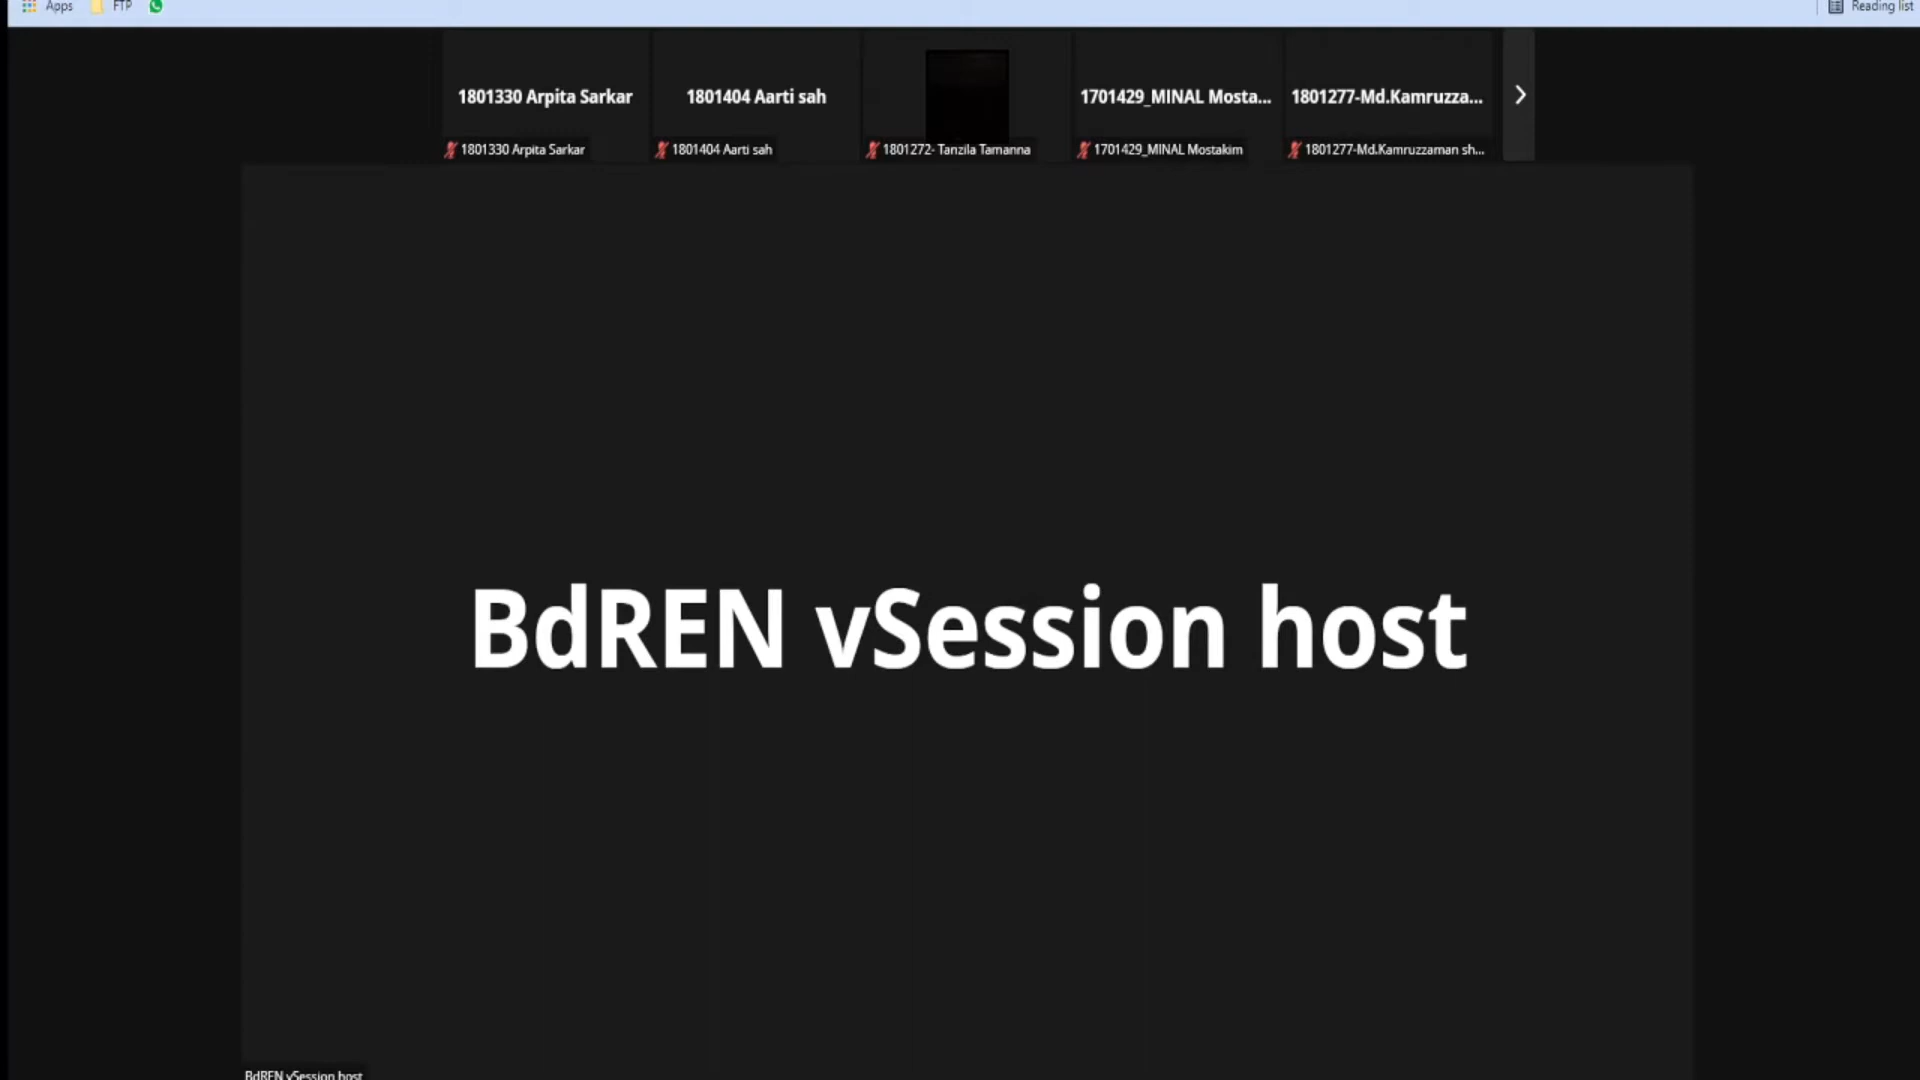 Apps FTP Reading list
1801330 Arpita Sarkar 1801404 Aarti sah 1701429_MINAL Mosta... 1801277-Md.Kamruzza...
1801330 Arpita Sarkar 1801404 Aarti sah 1801272- Tanzila Tamanna 1701429_MINAL Mostakim 1801277-Md.Kamruzzaman sh...
BdREN vSession host
BdREN vSession host